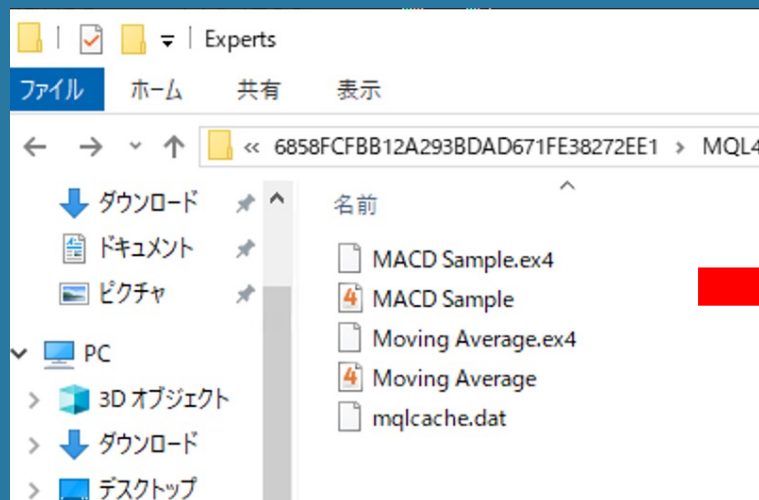 Experts
ファイル ホーム 共有 表示
« 6858FCFBB12A293BDAD671FE38272EE1 > MQL4
ダウンロード
ドキュメント
ピクチャ
PC
3D オブジェクト
ダウンロード
デスクトップ
名前
MACD Sample.ex4
MACD Sample
Moving Average.ex4
Moving Average
mqlcache.dat